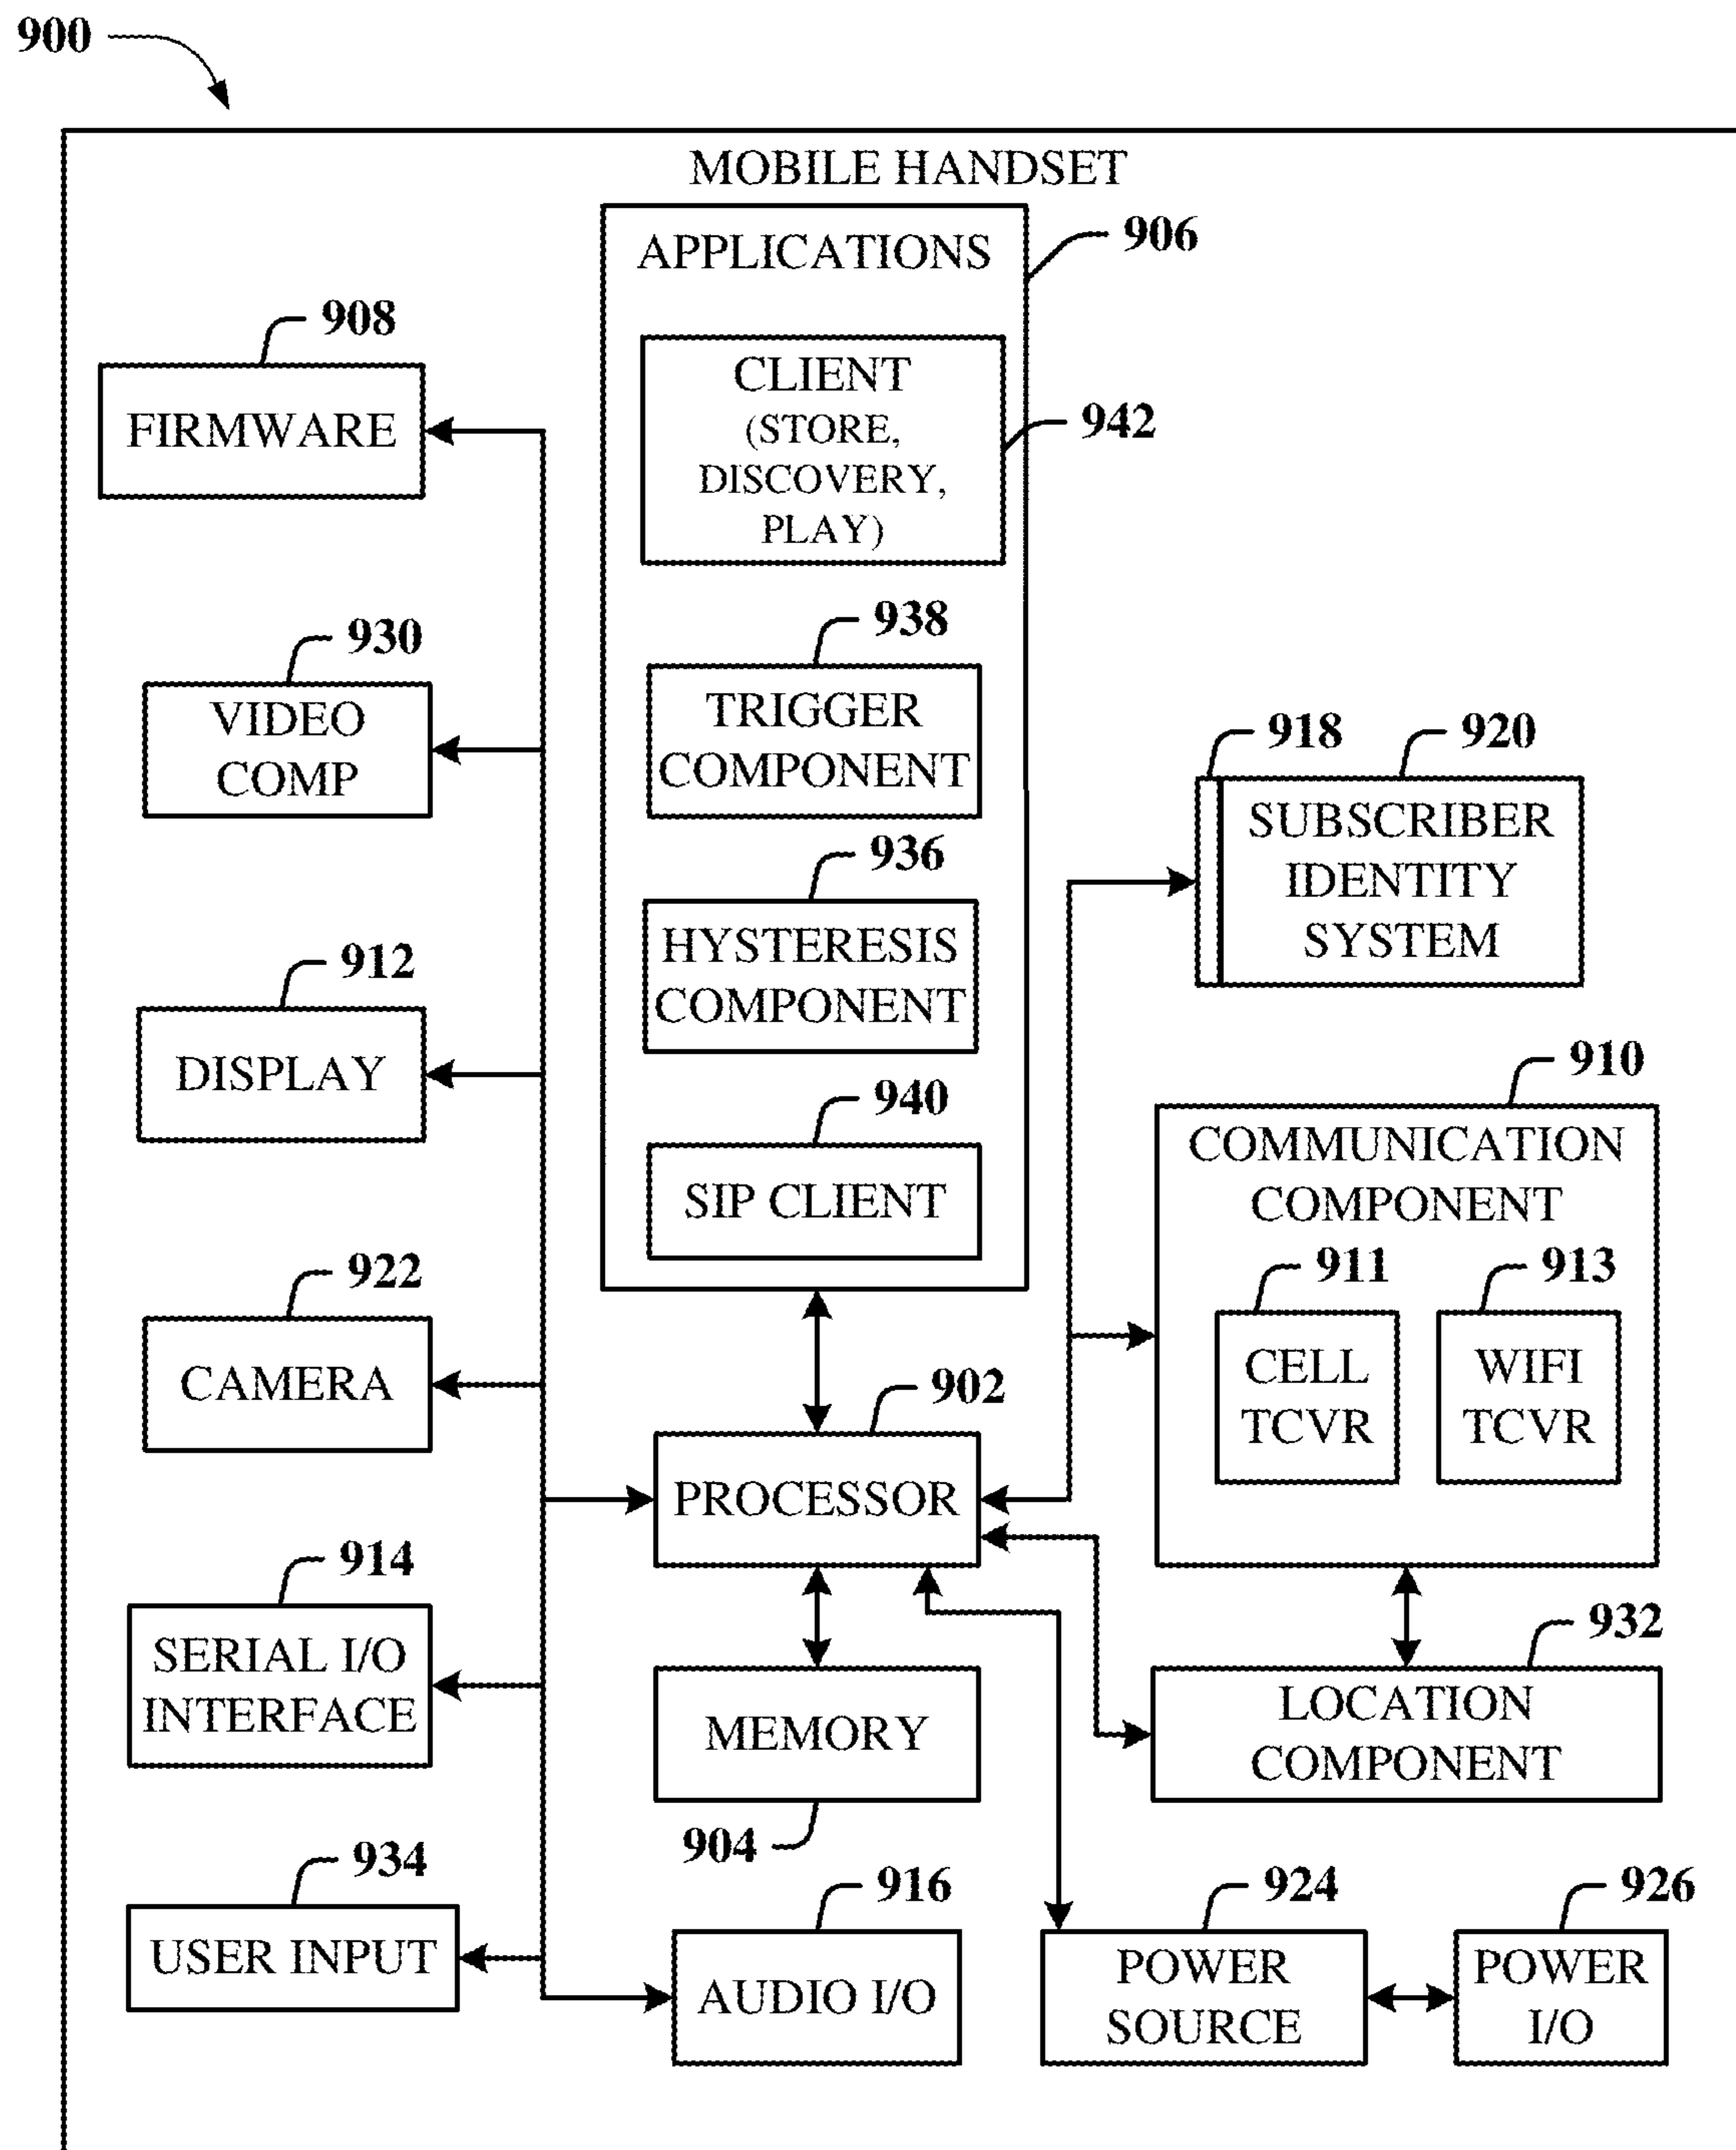 900
MOBILE HANDSET
APPLICATIONS
906
CLIENT
(STORE,
DISCOVERY,
PLAY)
942
938
TRIGGER
COMPONENT
936
HYSTERESIS
COMPONENT
940
SIP CLIENT
908
FIRMWARE
930
VIDEO
COMP
912
DISPLAY
922
CAMERA
914
SERIAL I/O
INTERFACE
934
USER INPUT
902
PROCESSOR
MEMORY
904
916
AUDIO I/O
918
920
SUBSCRIBER
IDENTITY
SYSTEM
910
COMMUNICATION
COMPONENT
911
CELL
TCVR
913
WIFI
TCVR
932
LOCATION
COMPONENT
924
POWER
SOURCE
926
POWER
I/O